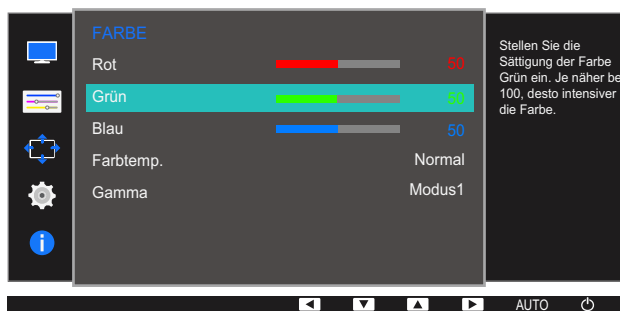 FARBE
Rot 50
Grün 50
Blau 50
Farbtemp. Normal
Gamma Modus1
Stellen Sie die
Sättigung der Farbe
Grün ein. Je näher be
100, desto intensiver
die Farbe.
AUTO